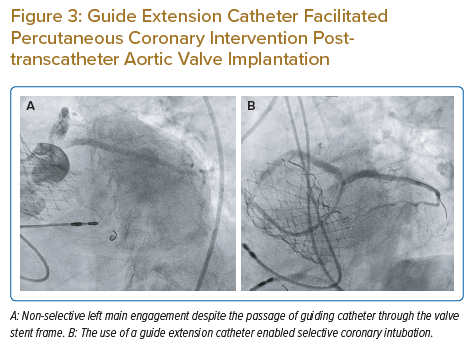 Figure 3: Guide Extension Catheter Facilitated
Percutaneous Coronary Intervention Post-
transcatheter Aortic Valve Implantation
A
B
A: Non-selective left main engagement despite the passage of guiding catheter through the valve
stent frame. B: The use of a guide extension catheter enabled selective coronary intubation.